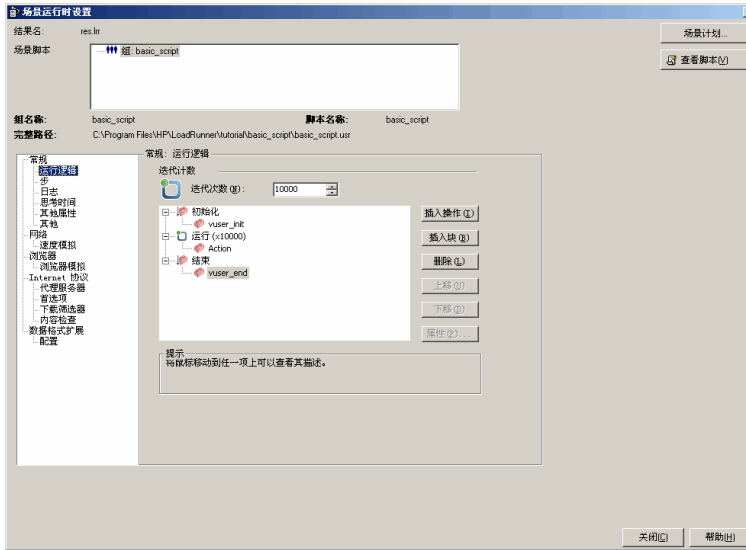 场景运行时设置
结果名: res.lrr
场景计划...
场景脚本
组: basic_script
查看脚本(V)
组名称: basic_script 脚本名称: basic_script
完整路径: C:\Program Files\HP\LoadRunner\tutorial\basic_script\basic_script.usr
常规
运行逻辑
步
日志
思考时间
其他属性
其他
网络
速度模拟
浏览器
浏览器模拟
Internet 协议
代理服务器
首选项
下载筛选器
内容检查
数据格式扩展
配置
常规: 运行逻辑
迭代计数
迭代次数(N): 10000
初始化
vuser_init
运行 (x10000)
Action
结束
vuser_end
插入操作(I)
插入块(B)
删除(L)
上移(U)
下移(D)
属性(P)...
提示
将鼠标移动到任一项上可以查看其描述。
关闭(C) 帮助(H)